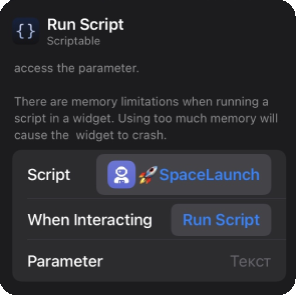 {} Run Script
Scriptable
access the parameter.
There are memory limitations when running a
script in a widget. Using too much memory will
cause the widget to crash.
Script 🚀SpaceLaunch
When Interacting Run Script
Parameter Текст